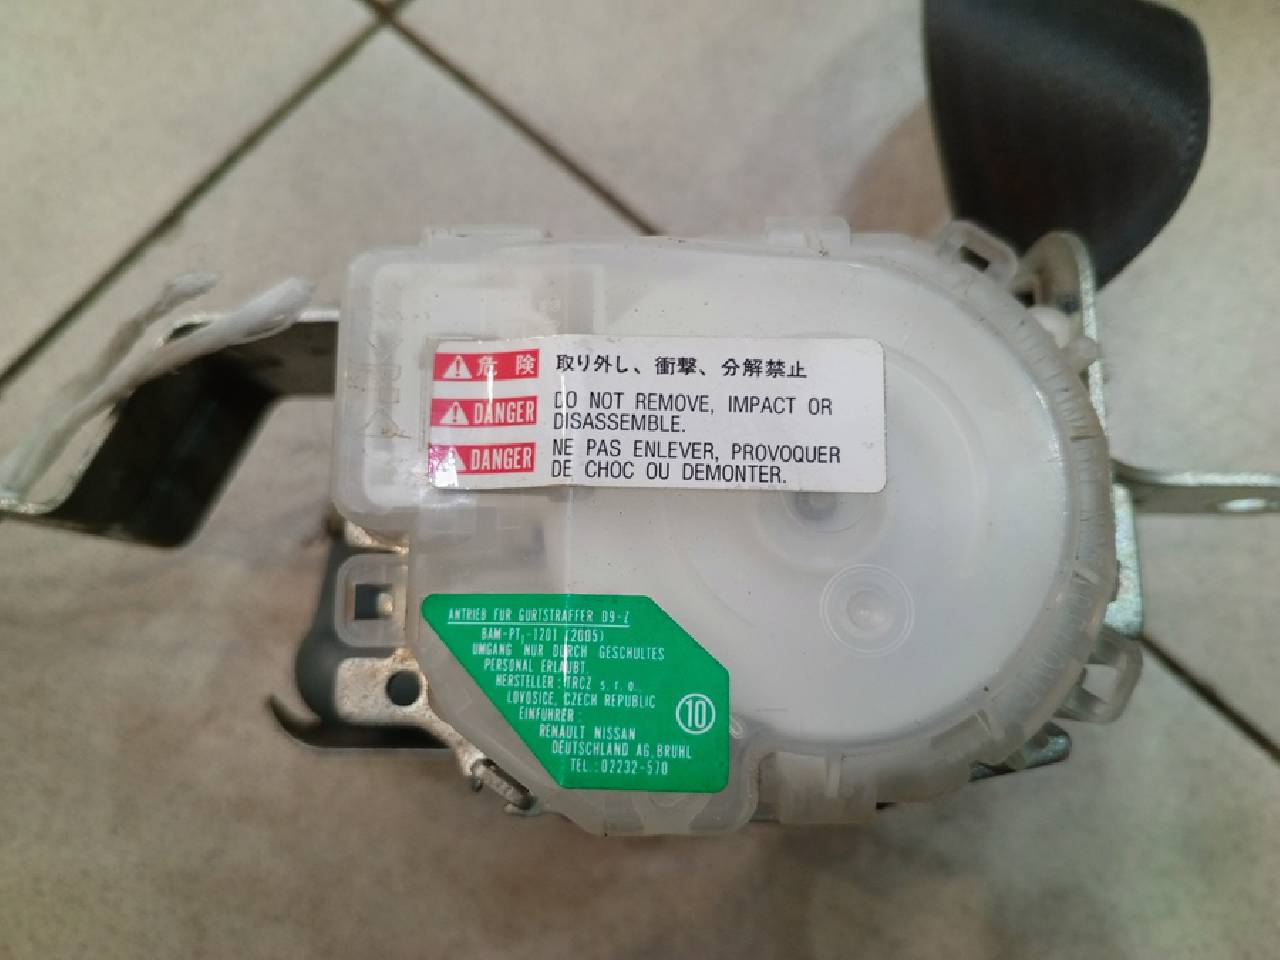 危険 取り外し、衝撃、分解禁止
DANGER DO NOT REMOVE, IMPACT OR
DISASSEMBLE.
DANGER NE PAS ENLEVER, PROVOQUER
DE CHOC OU DEMONTER.
ANTRIEB FUR GURTSTRAFFER D9-Z
BAM-PT₁-1201 (2005)
UMGANG NUR DURCH GESCHULTES
PERSONAL ERLAUBT
HERSTELLER: TRCZ s.r.o.
LOVOSICE, CZECH REPUBLIC
EINFUHRER:
RENAULT NISSAN
DEUTSCHLAND AG, BRUHL
TEL.:02232-570
10